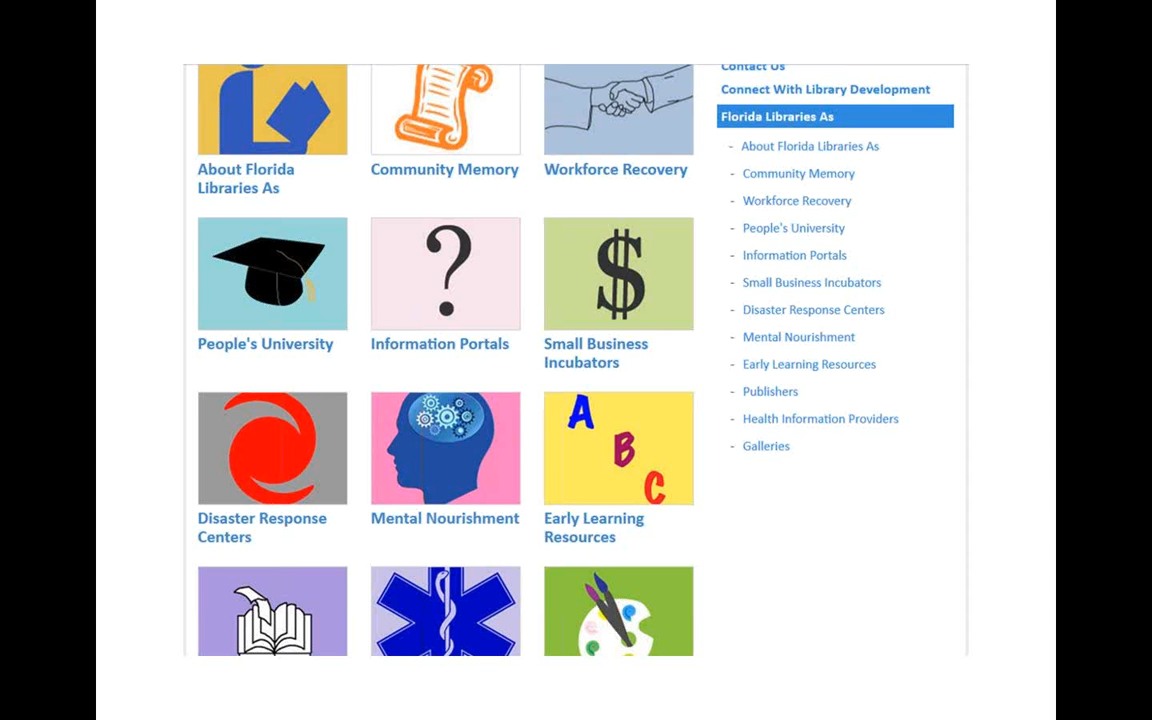 About Florida
Libraries As
Community Memory
Workforce Recovery
People's University
Information Portals
Small Business
Incubators
$
?
A
B
C
Disaster Response
Centers
Mental Nourishment
Early Learning
Resources
Contact Us
Connect With Library Development
Florida Libraries As
- About Florida Libraries As
- Community Memory
- Workforce Recovery
- People's University
- Information Portals
- Small Business Incubators
- Disaster Response Centers
- Mental Nourishment
- Early Learning Resources
- Publishers
- Health Information Providers
- Galleries